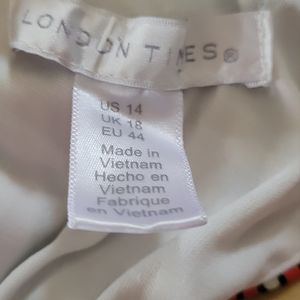 LONDON TIMES®
US 14
UK 18
EU 44
Made in
Vietnam
Hecho en
Vietnam
Fabrique
en Vietnam